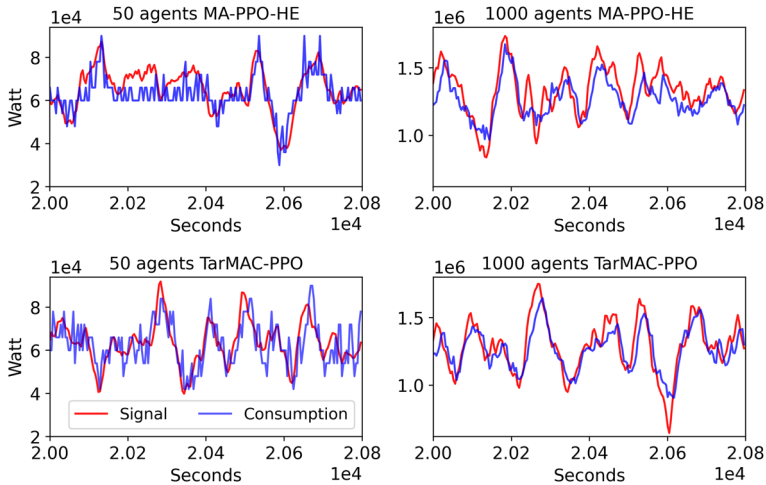 50 agents MA-PPO-HE
1e4
8
6
4
2
Watt
2.00 2.02 2.04 2.06 2.08
Seconds
1e4
1000 agents MA-PPO-HE
1e6
1.5
1.0
2.00 2.02 2.04 2.06 2.08
Seconds
1e4
50 agents TarMAC-PPO
1e4
8
6
4
2
Watt
Signal Consumption
2.00 2.02 2.04 2.06 2.08
Seconds
1e4
1000 agents TarMAC-PPO
1e6
1.5
1.0
2.00 2.02 2.04 2.06 2.08
Seconds
1e4